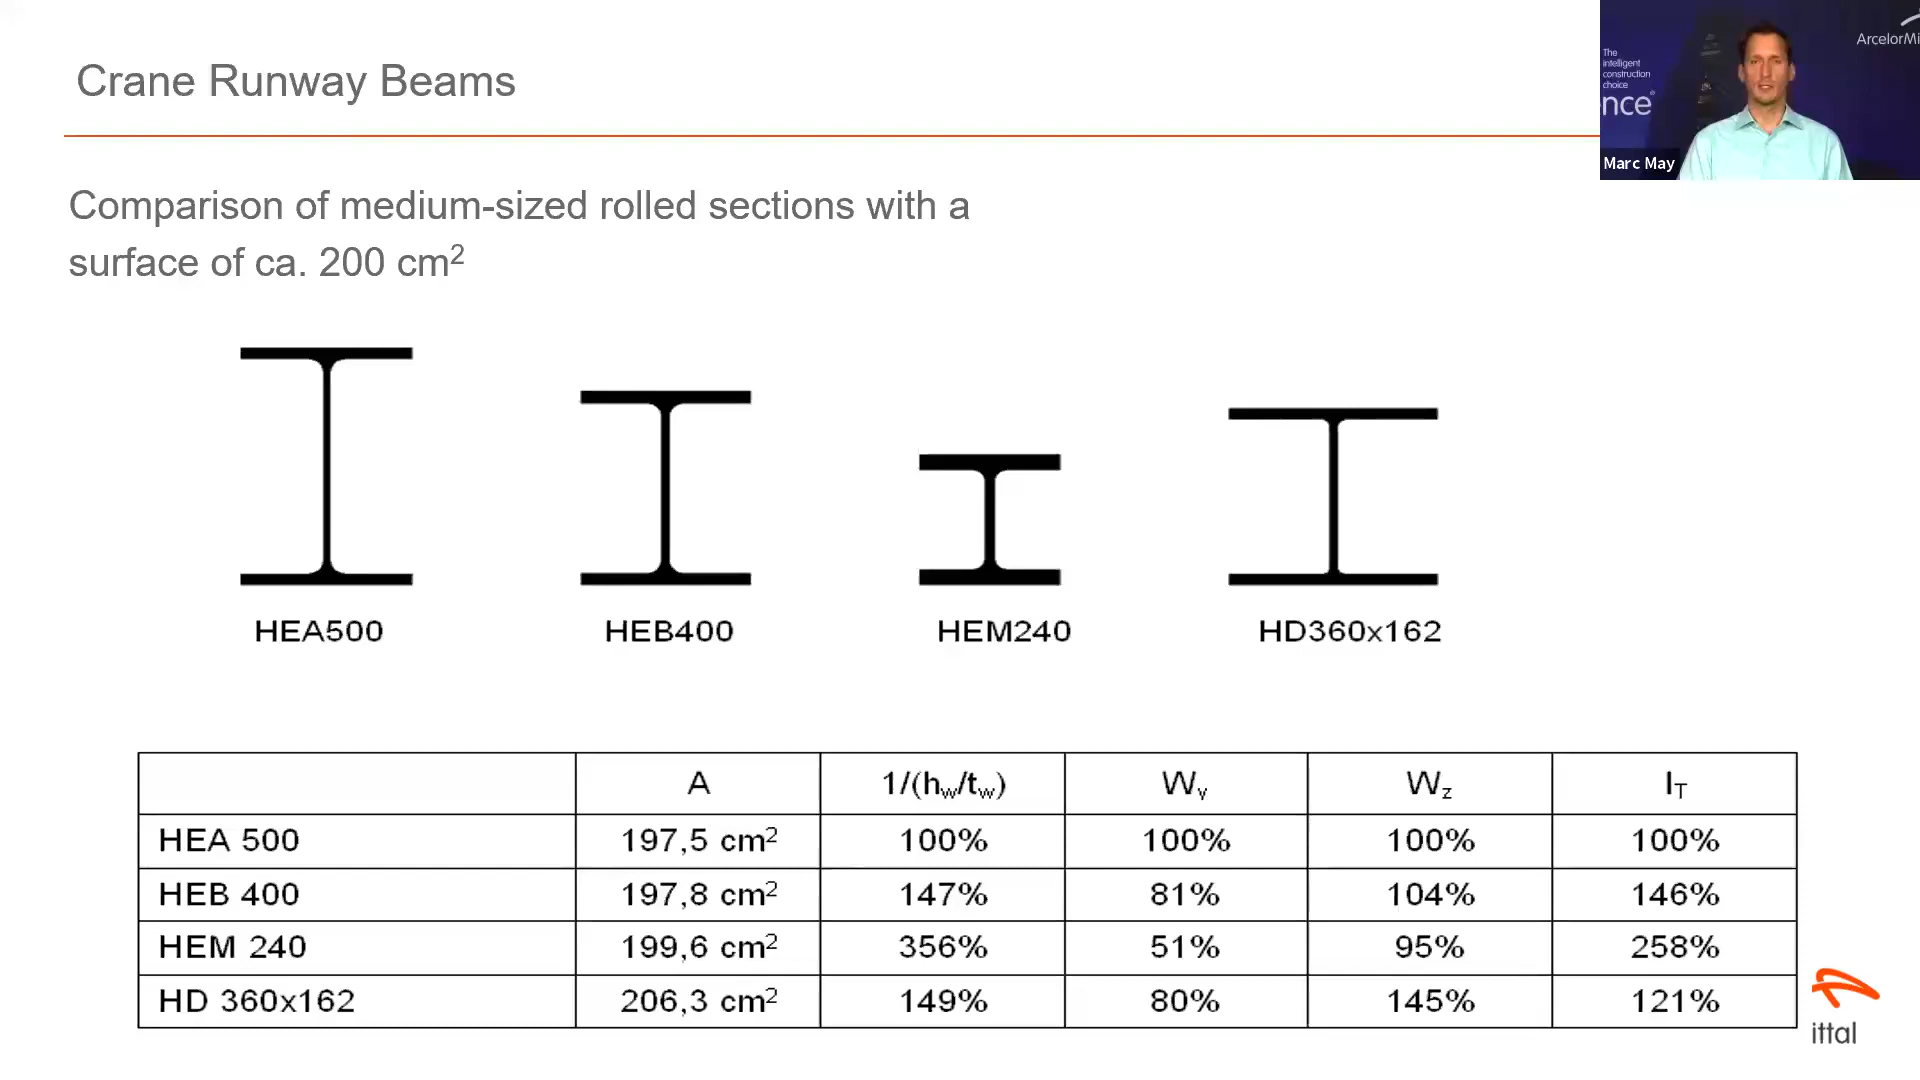 Crane Runway Beams
The
intelligent
construction
choice
nce®
ArcelorMi
Marc May
Comparison of medium-sized rolled sections with a
surface of ca. 200 cm²
HEA500 HEB400 HEM240 HD360x162
A 1/(hw/tw) Wy Wz IT
HEA 500 197,5 cm² 100% 100% 100% 100%
HEB 400 197,8 cm² 147% 81% 104% 146%
HEM 240 199,6 cm² 356% 51% 95% 258%
HD 360x162 206,3 cm² 149% 80% 145% 121%
ittal